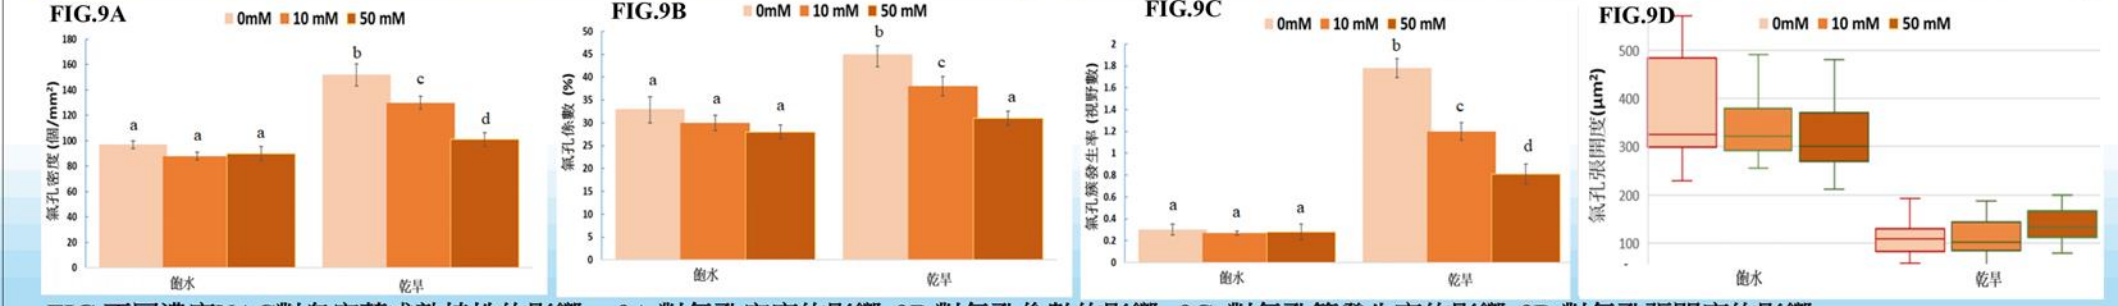 FIG.9A
0mM 10 mM 50 mM
氣孔密度 (個/mm²)
180
160
140
120
100
80
60
40
20
0
a a a b c d
飽水 乾旱
FIG.9B
0mM 10 mM 50 mM
氣孔係數 (%)
50
45
40
35
30
25
20
15
10
5
0
a a a b c a
飽水 乾旱
FIG.9C
0mM 10 mM 50 mM
氣孔簇發生率 (視野數)
2
1.8
1.6
1.4
1.2
1
0.8
0.6
0.4
0.2
0
a a a b c d
飽水 乾旱
FIG.9D
0mM 10 mM 50 mM
氣孔張開度(μm²)
500
400
300
200
100
-
飽水 乾旱